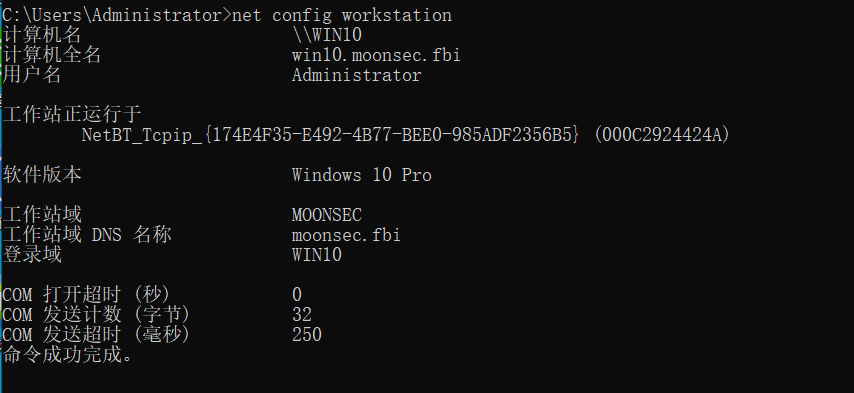 C:\Users\Administrator>net config workstation
计算机名                     \\WIN10
计算机全名                   win10.moonsec.fbi
用户名                       Administrator
工作站正运行于
        NetBT_Tcpip_{174E4F35-E492-4B77-BEE0-985ADF2356B5} (000C2924424A)
软件版本                     Windows 10 Pro
工作站域                     MOONSEC
工作站域 DNS 名称            moonsec.fbi
登录域                       WIN10
COM 打开超时 (秒)            0
COM 发送计数 (字节)          32
COM 发送超时 (毫秒)          250
命令成功完成。